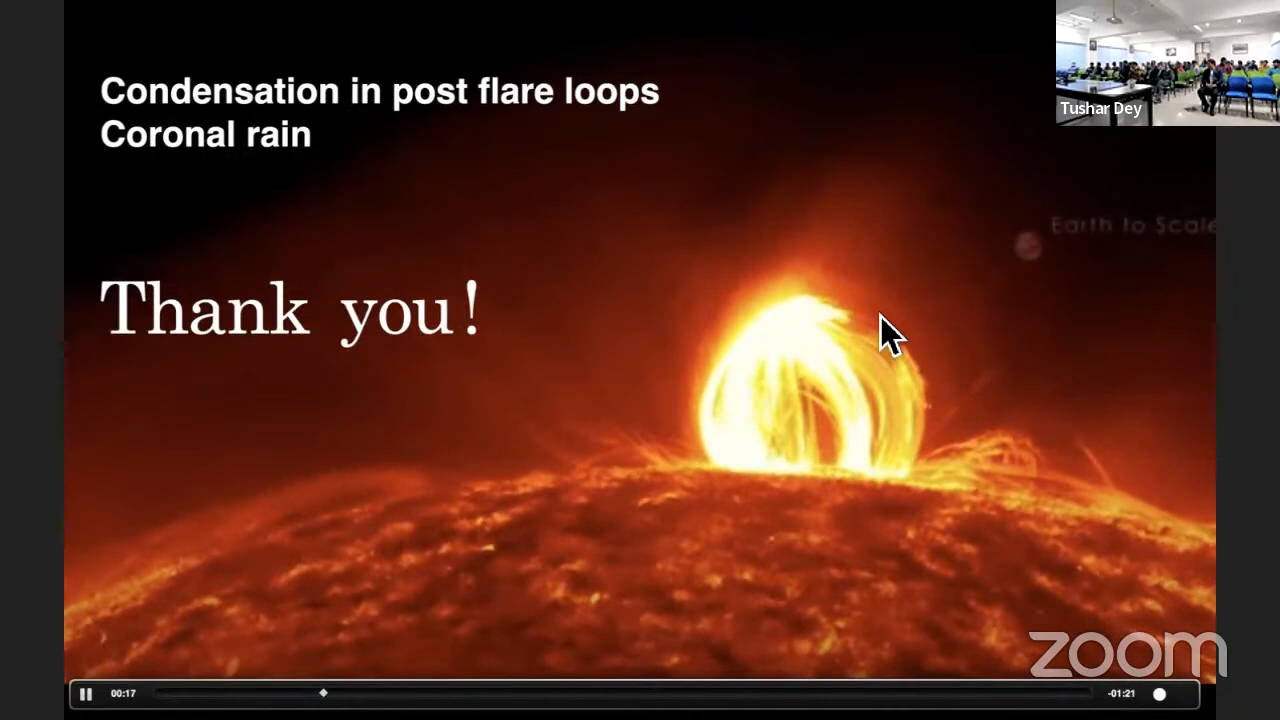 Condensation in post flare loops
Coronal rain
Tushar Dey
Earth to Scale
Thank you!
zoom
00:17
-01:21